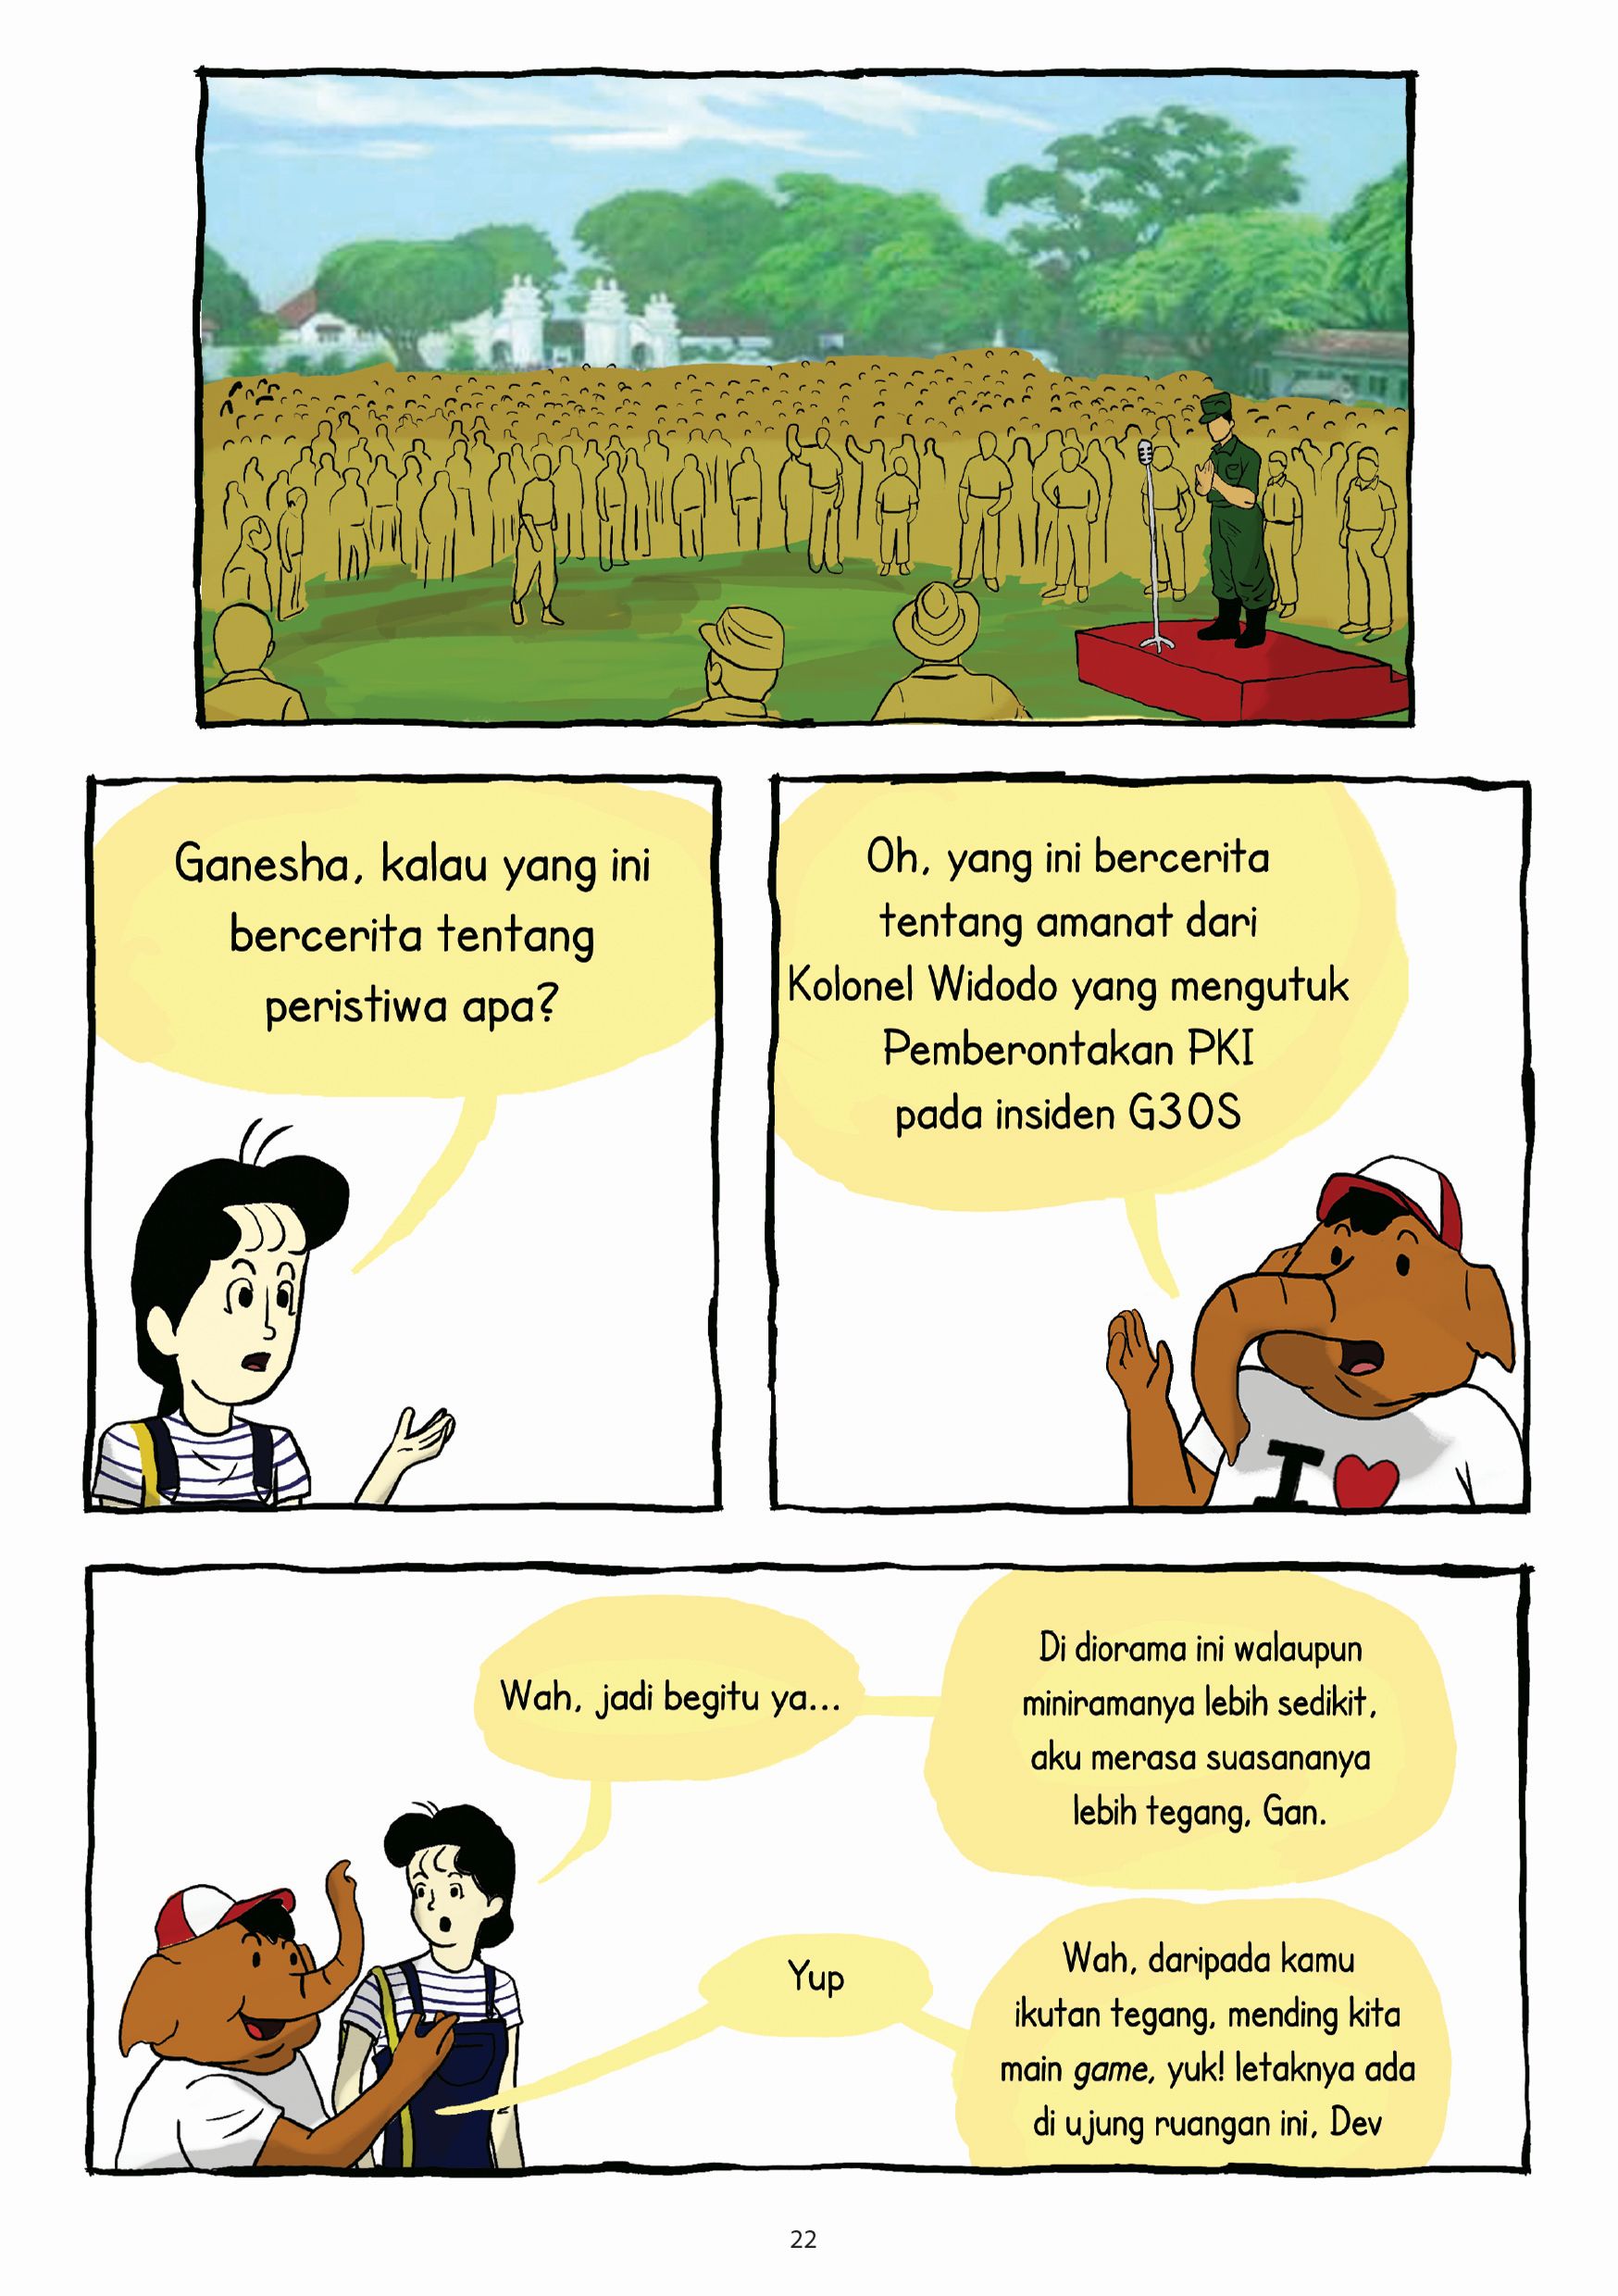 Ganesha, kalau yang ini
bercerita tentang
peristiwa apa?
Oh, yang ini bercerita
tentang amanat dari
Kolonel Widodo yang mengutuk
Pemberontakan PKI
pada insiden G30S
I
Wah, jadi begitu ya...
Di diorama ini walaupun
miniramanya lebih sedikit,
aku merasa suasananya
lebih tegang, Gan.
Yup
Wah, daripada kamu
ikutan tegang, mending kita
main game, yuk! letaknya ada
di ujung ruangan ini, Dev
22